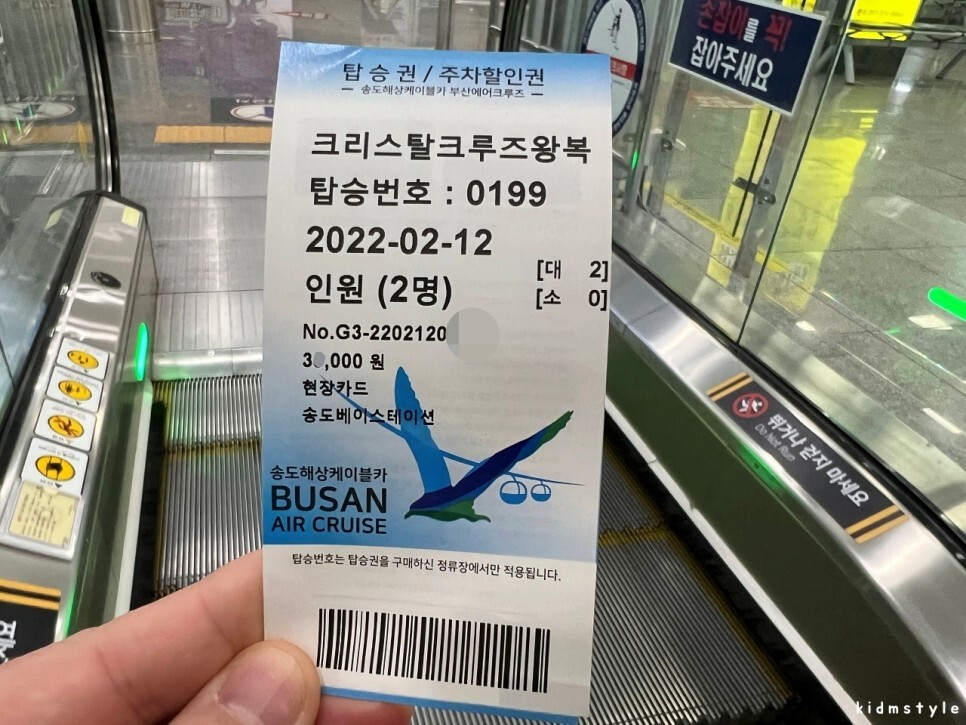 탑승권 / 주차할인권
송도해상케이블카 부산에어크루즈
크리스탈크루즈왕복
탑승번호 : 0199
2022-02-12
인원 (2명)
[대 2]
[소 0]
No.G3-2202120
3,000 원
현장카드
송도베이스테이션
송도해상케이블카
BUSAN
AIR CRUISE
탑승번호는 탑승권을 구매하신 정류장에서만 적용됩니다.
손잡이를 꼭
잡아주세요
뛰거나 걷지 마세요
Do Not Run
kidmstyle